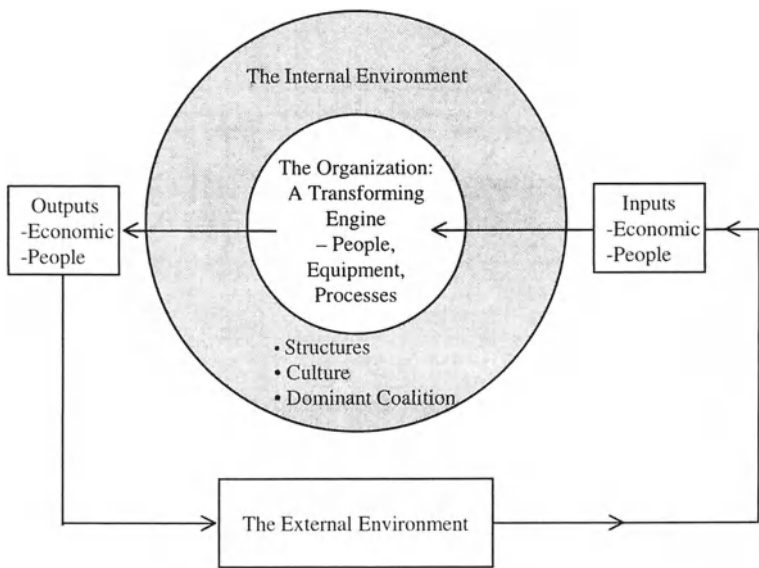 The Internal Environment
The Organization:
A Transforming
Engine
– People,
Equipment,
Processes
Outputs
-Economic
-People
Inputs
-Economic
-People
• Structures
• Culture
• Dominant Coalition
The External Environment